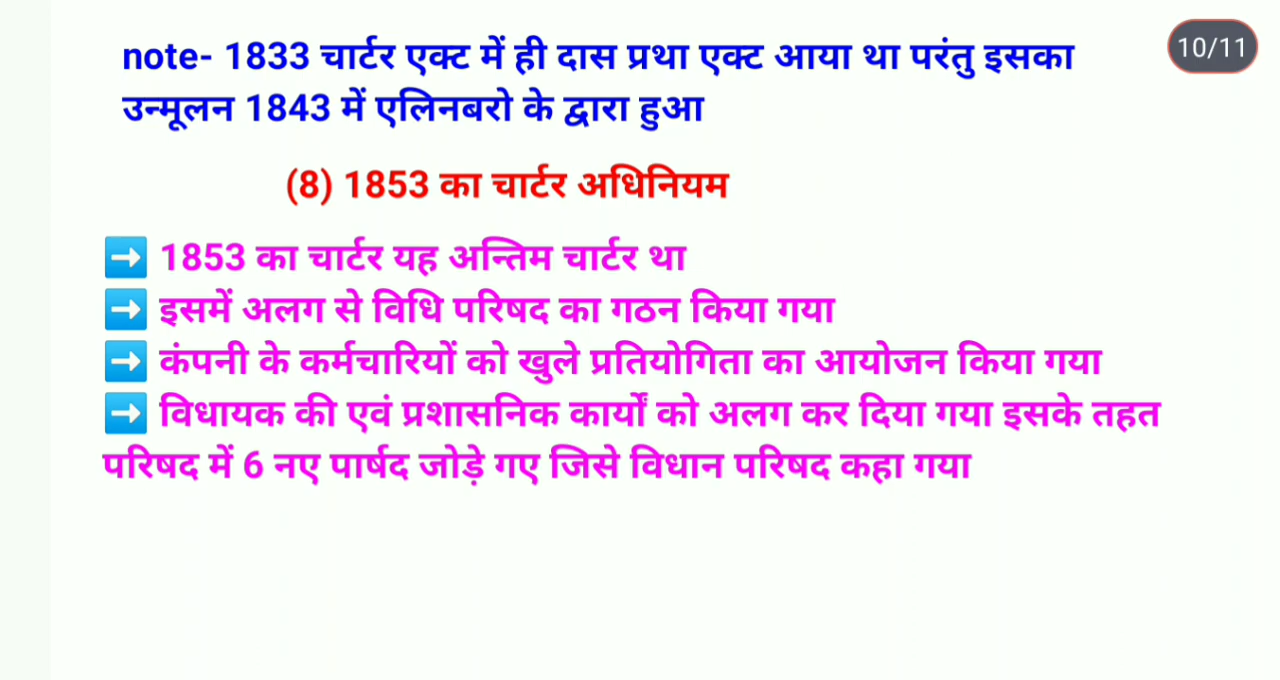 note- 1833 चार्टर एक्ट में ही दास प्रथा एक्ट आया था परंतु इसका
10/11
उन्मूलन 1843 में एलिनबरो के द्वारा हुआ
(8) 1853 का चार्टर अधिनियम
➡ 1853 का चार्टर यह अन्तिम चार्टर था
➡ इसमें अलग से विधि परिषद का गठन किया गया
➡ कंपनी के कर्मचारियों को खुले प्रतियोगिता का आयोजन किया गया
➡ विधायक की एवं प्रशासनिक कार्यों को अलग कर दिया गया इसके तहत
परिषद में 6 नए पार्षद जोड़े गए जिसे विधान परिषद कहा गया